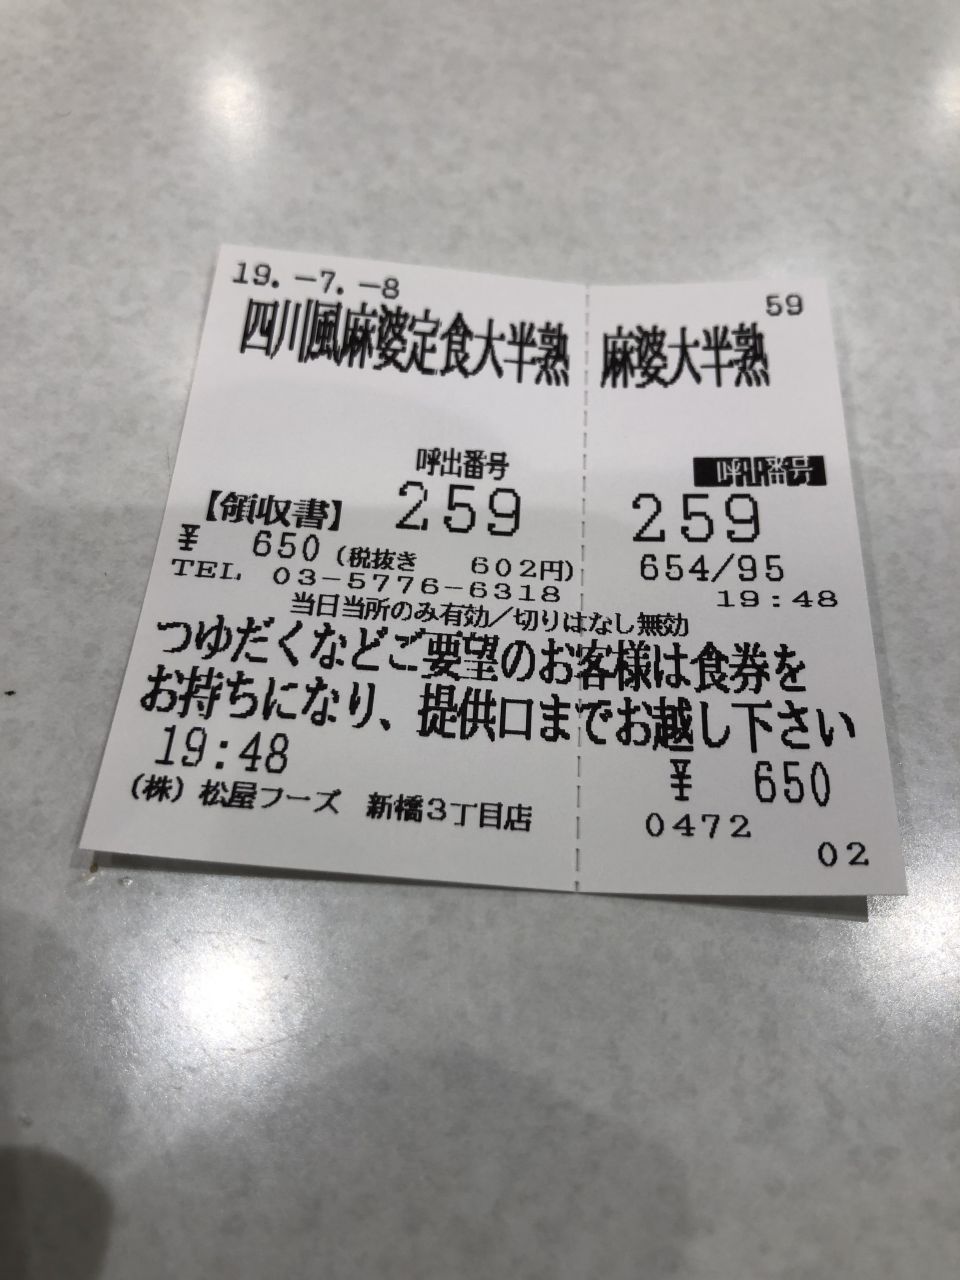 19.-7.-8
四川風麻婆定食大半熟
呼出番号
【領収書】 259
¥ 650 (税抜き 602円)
TEL 03-5776-6318
当日当所のみ有効/切りはなし無効
つゆだくなどご要望のお客様は食券を
お持ちになり、提供口までお越し下さい
19:48
(株)松屋フーズ 新橋3丁目店
59
麻婆大半熟
呼出番号
259
654/95
19:48
¥ 650
0472
02